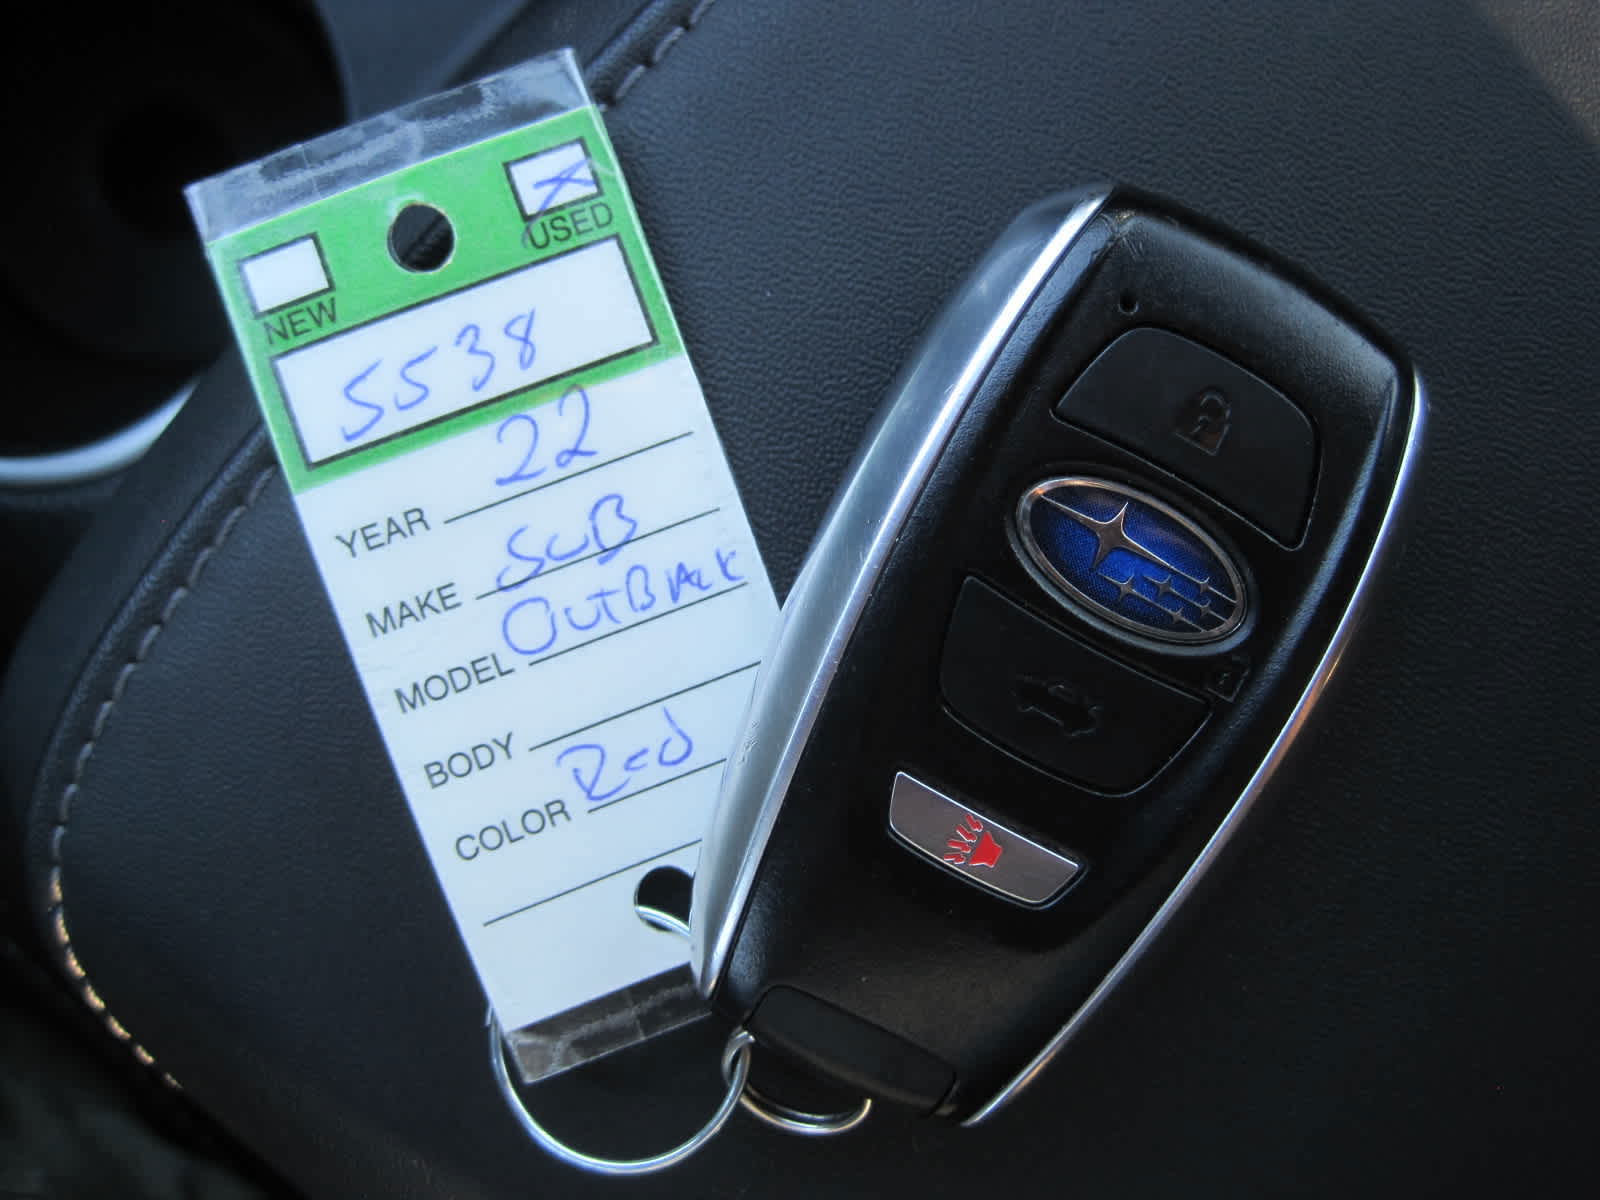 USED
NEW
5538
YEAR 22
MAKE SUB
MODEL OUTBACK
BODY
COLOR Red